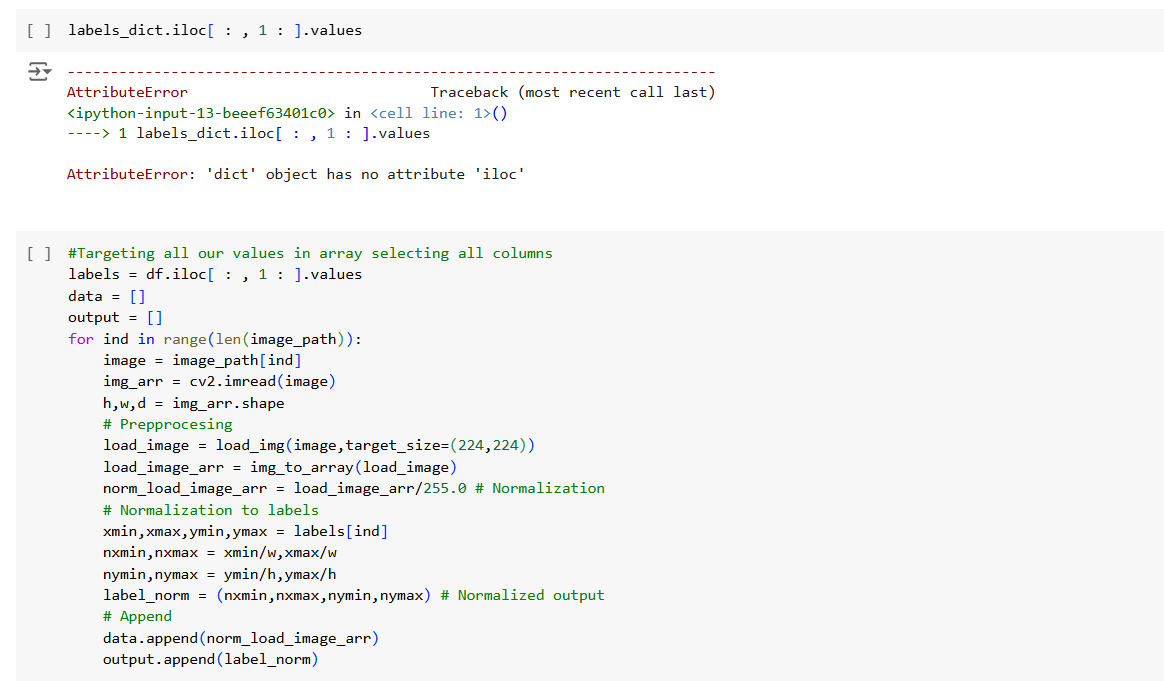 [ ] labels_dict.iloc[ : , 1 : ].values
---------------------------------------------------------------------------
AttributeError                            Traceback (most recent call last)
<ipython-input-13-beeef63401c0> in <cell line: 1>()
----> 1 labels_dict.iloc[ : , 1 : ].values

AttributeError: 'dict' object has no attribute 'iloc'
[ ] #Targeting all our values in array selecting all columns
labels = df.iloc[ : , 1 : ].values
data = []
output = []
for ind in range(len(image_path)):
    image = image_path[ind]
    img_arr = cv2.imread(image)
    h,w,d = img_arr.shape
    # Prepprocesing
    load_image = load_img(image,target_size=(224,224))
    load_image_arr = img_to_array(load_image)
    norm_load_image_arr = load_image_arr/255.0 # Normalization
    # Normalization to labels
    xmin,xmax,ymin,ymax = labels[ind]
    nxmin,nxmax = xmin/w,xmax/w
    nymin,nymax = ymin/h,ymax/h
    label_norm = (nxmin,nxmax,nymin,nymax) # Normalized output
    # Append
    data.append(norm_load_image_arr)
    output.append(label_norm)